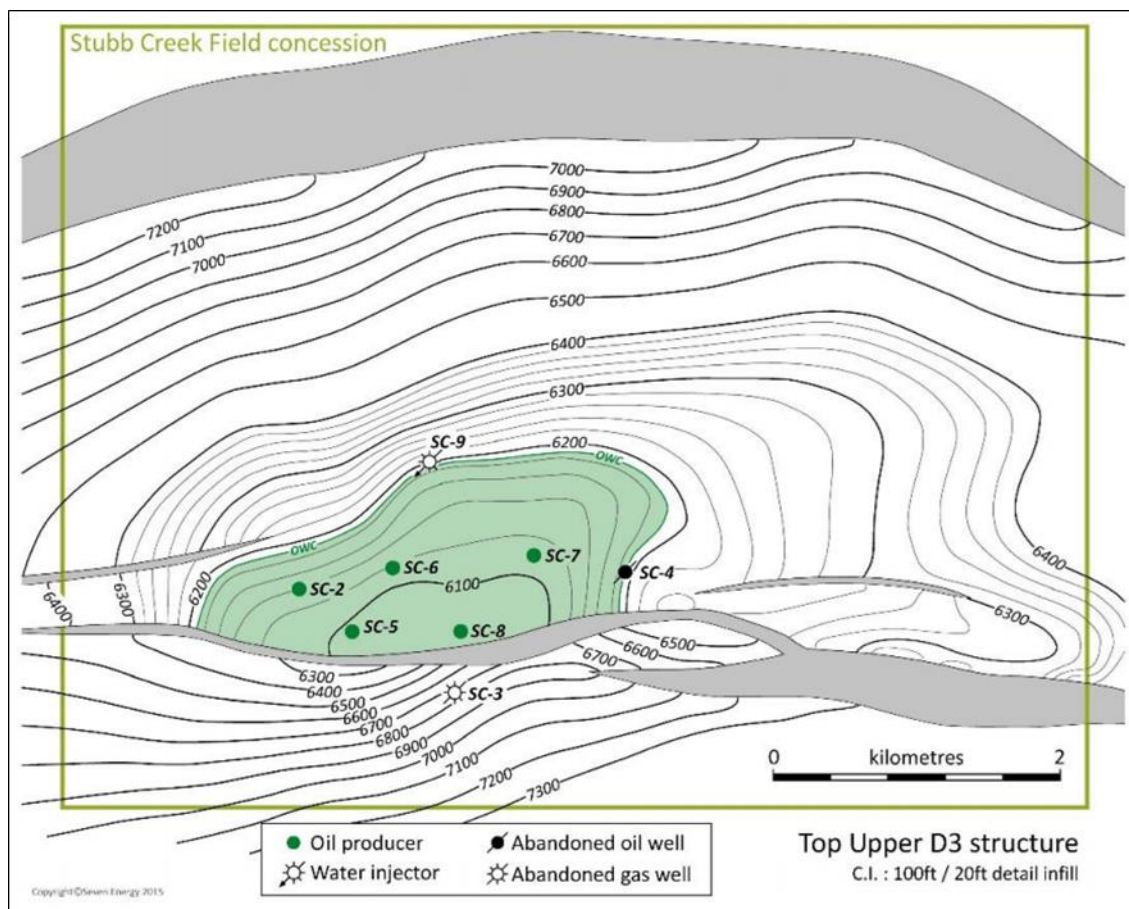 Stubb Creek Field concession
7000
6900
6800
6700
6600
6500
6400
6300
6200
7200
7100
7000
SC-9
OWC
OWC
6200
6300
6400
SC-6
SC-7
SC-4
SC-2
6100
SC-5
SC-8
6400
6300
6300
6400
6500
6600
6700
6800
6900
7000
7100
7200
7300
SC-3
6700
6600
6500
0 kilometres 2
Oil producer
Abandoned oil well
Water injector
Abandoned gas well
Top Upper D3 structure
C.I. : 100ft / 20ft detail infill
Copyright©Seven Energy 2015